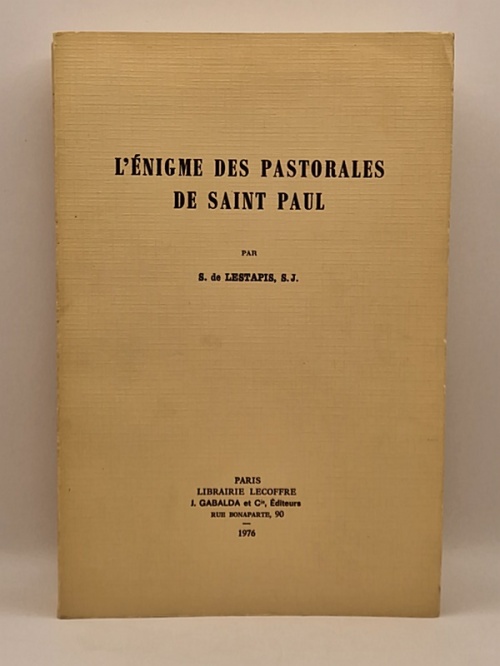 L'ÉNIGME DES PASTORALES
DE SAINT PAUL
PAR
S. de LESTAPIS, S.J.
PARIS
LIBRAIRIE LECOFFRE
J. GABALDA et Cie, Éditeurs
RUE BONAPARTE, 90
1976